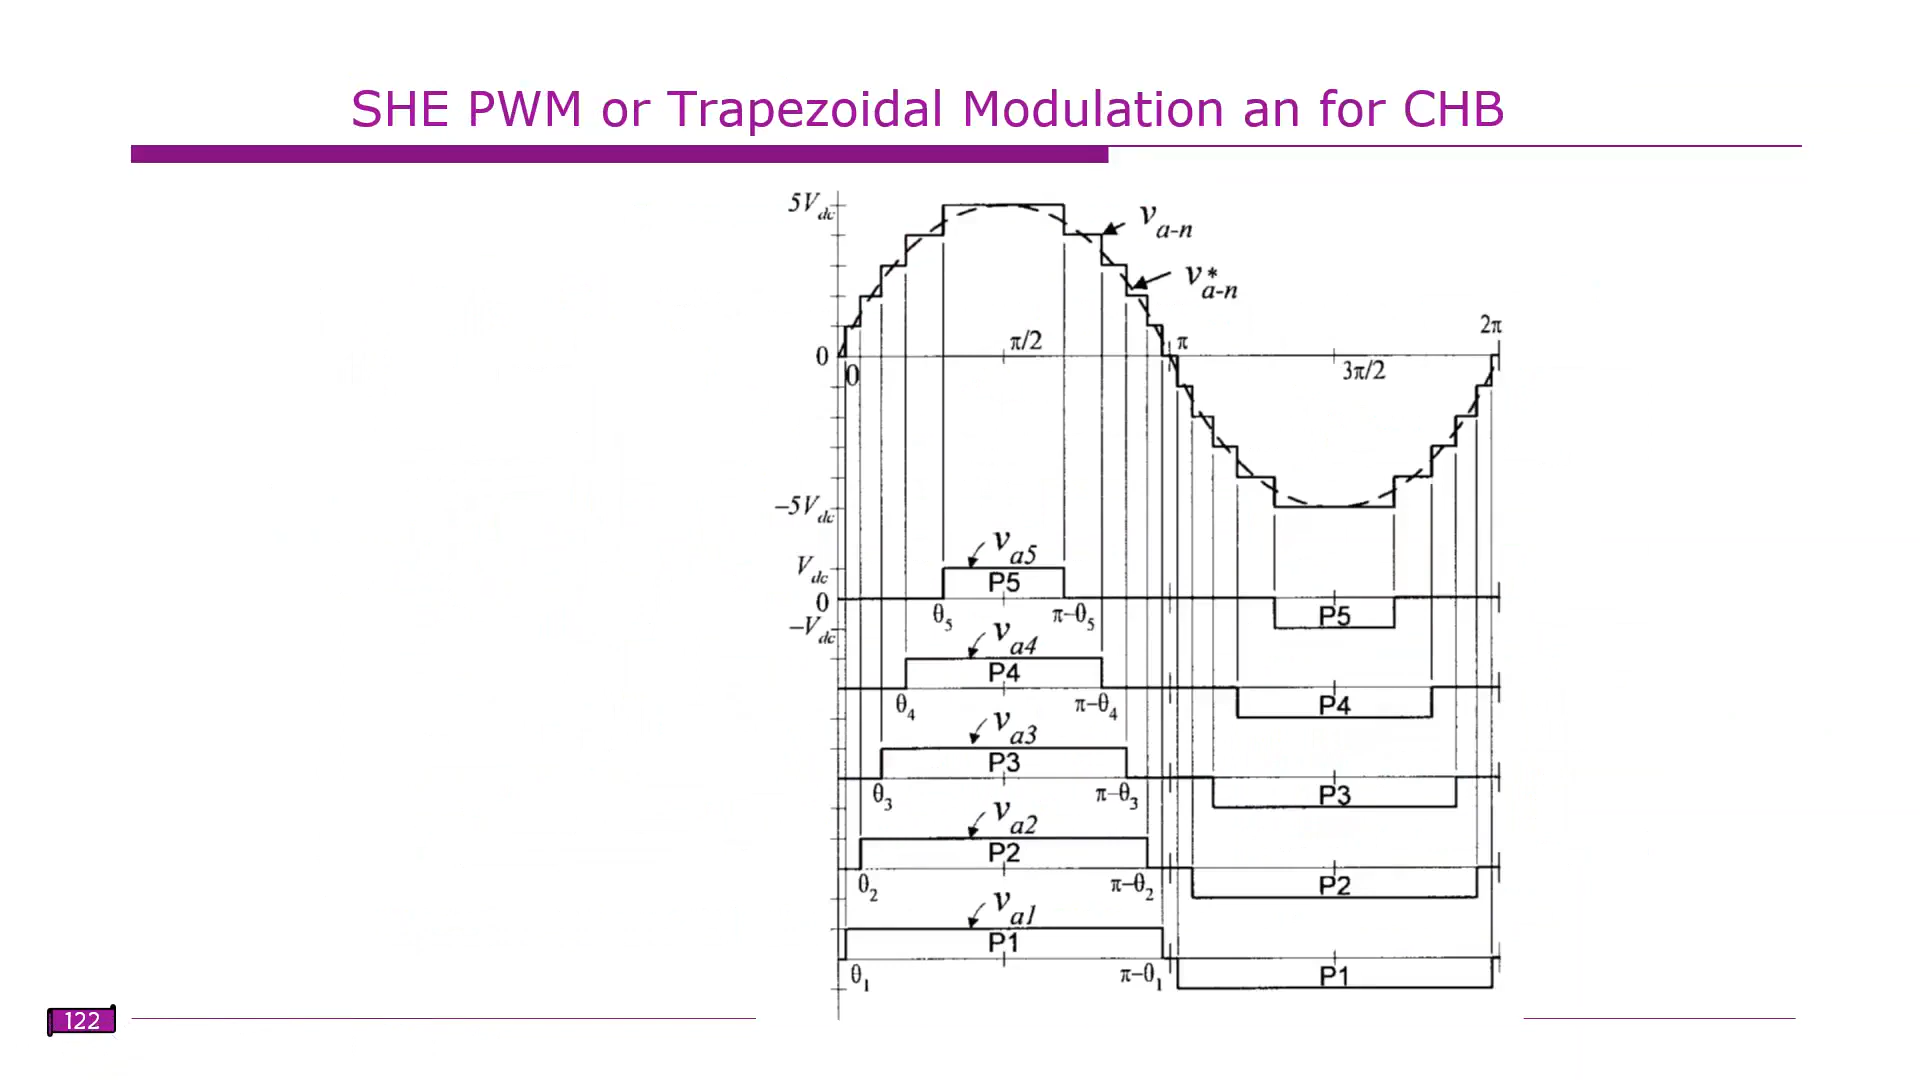 SHE PWM or Trapezoidal Modulation an for CHB
5V_dc
v_a-n
v*_a-n
2π
π/2
π
0
0
3π/2
–5V_dc
v_a5
V_dc
P5
0
θ_5
π–θ_5
P5
–V_dc
v_a4
P4
θ_4
π–θ_4
P4
v_a3
P3
θ_3
π–θ_3
P3
v_a2
P2
θ_2
π–θ_2
P2
v_a1
P1
θ_1
π–θ_1
P1
122